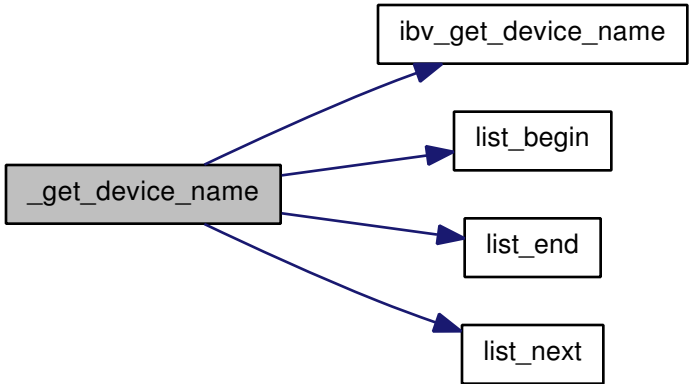 ibv_get_device_name
list_begin
_get_device_name
list_end
list_next